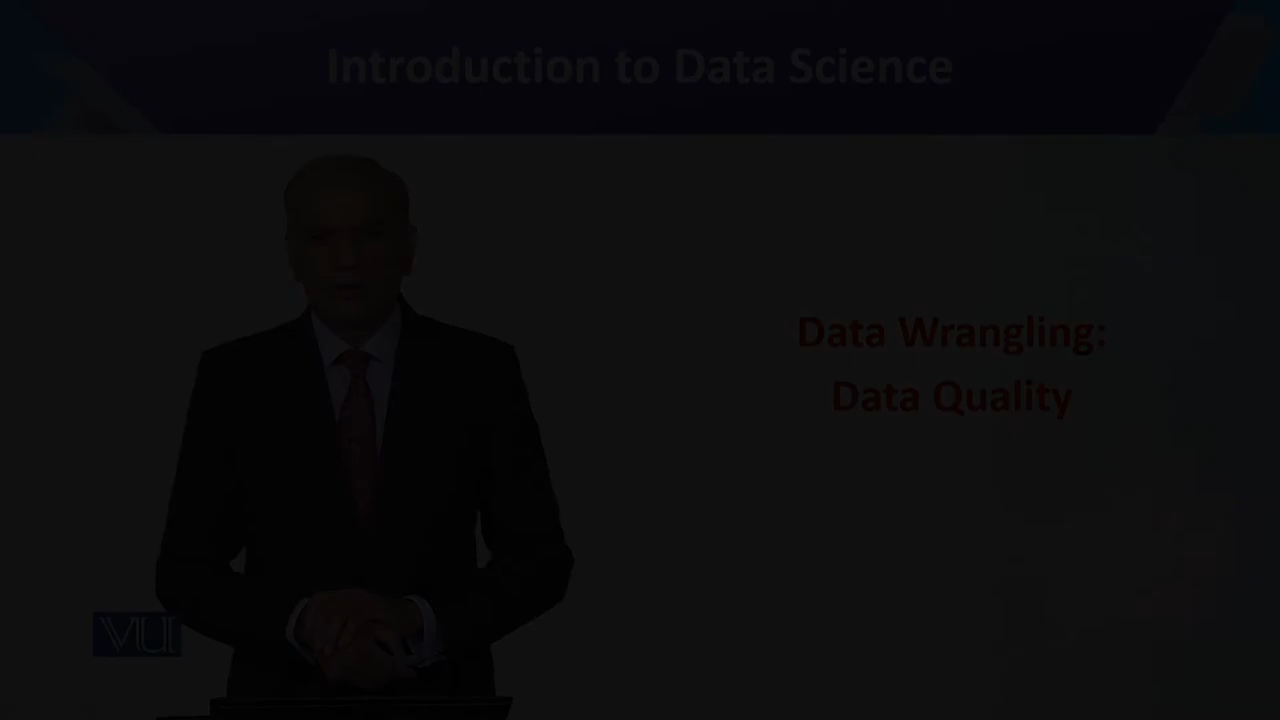 Introduction to Data Science
Data Wrangling:
Data Quality
VU